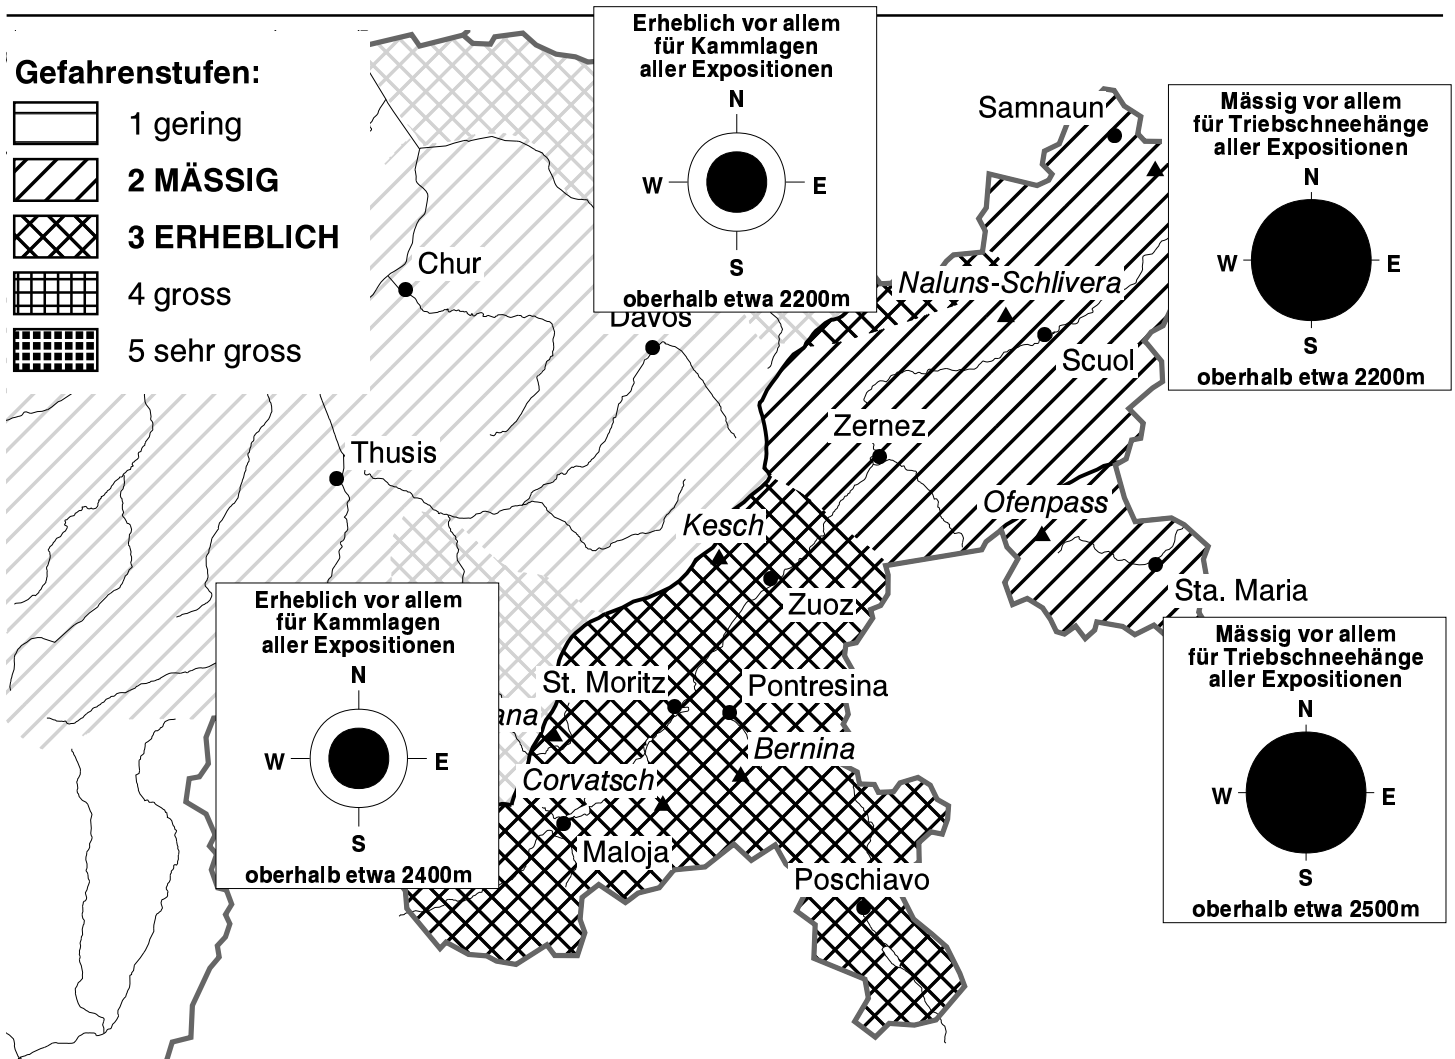 Gefahrenstufen:
1 gering
2 MÄSSIG
3 ERHEBLICH
4 gross
5 sehr gross
Erheblich vor allem
für Kammlagen
aller Expositionen
N
W
E
S
oberhalb etwa 2200m
Mässig vor allem
für Triebschneehänge
aller Expositionen
N
W
E
S
oberhalb etwa 2200m
Samnaun
Chur
Naluns-Schlivera
Davos
Scuol
Zernez
Thusis
Ofenpass
Kesch
Zuoz
Sta. Maria
Erheblich vor allem
für Kammlagen
aller Expositionen
N
W
E
S
oberhalb etwa 2400m
Mässig vor allem
für Triebschneehänge
aller Expositionen
N
W
E
S
oberhalb etwa 2500m
St. Moritz
Pontresina
ana
Bernina
Corvatsch
Maloja
Poschiavo